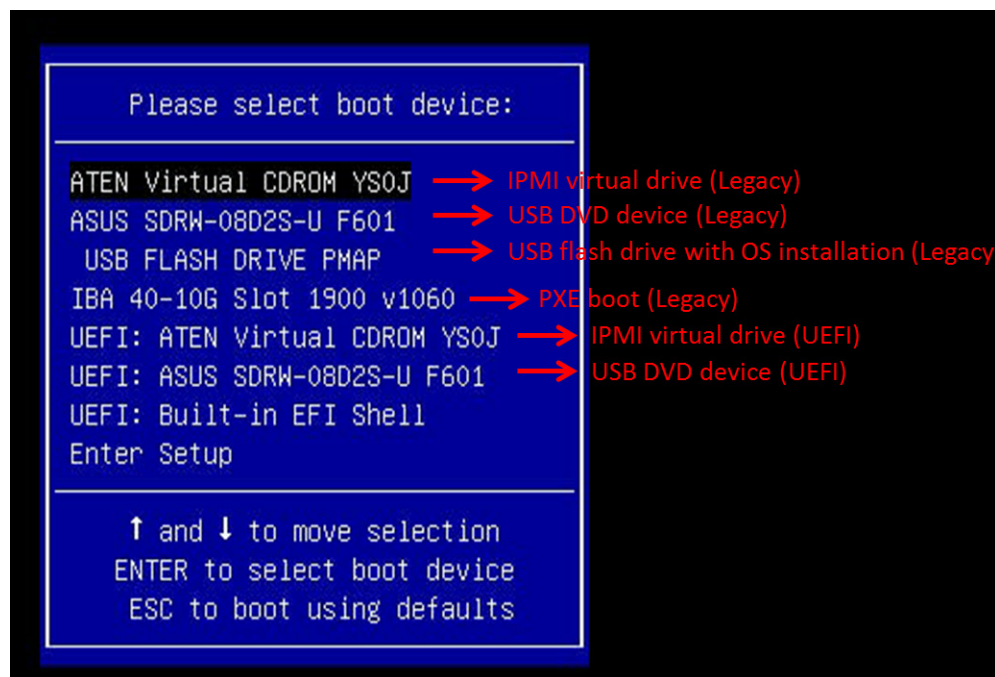 Please select boot device:
ATEN Virtual CDROM YS0J → IPMI virtual drive (Legacy)
ASUS SDRW-08D2S-U F601 → USB DVD device (Legacy)
USB FLASH DRIVE PMAP → USB flash drive with OS installation (Legacy
IBA 40-10G Slot 1900 v1060 → PXE boot (Legacy)
UEFI: ATEN Virtual CDROM YS0J → IPMI virtual drive (UEFI)
UEFI: ASUS SDRW-08D2S-U F601 → USB DVD device (UEFI)
UEFI: Built-in EFI Shell
Enter Setup
↑ and ↓ to move selection
ENTER to select boot device
ESC to boot using defaults